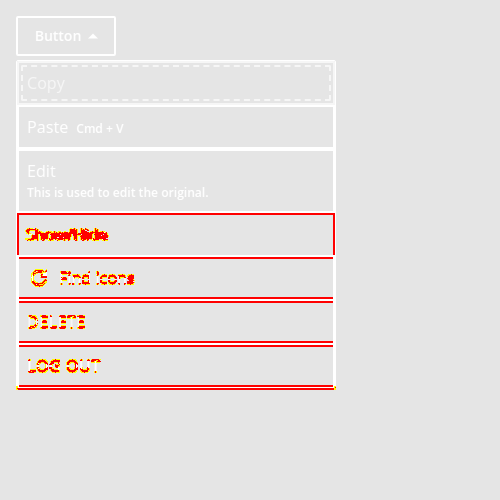 Button
Copy
Paste Cmd + V
Edit
This is used to edit the original.
Show/Hide
Find Icons
DELETE
LOG OUT